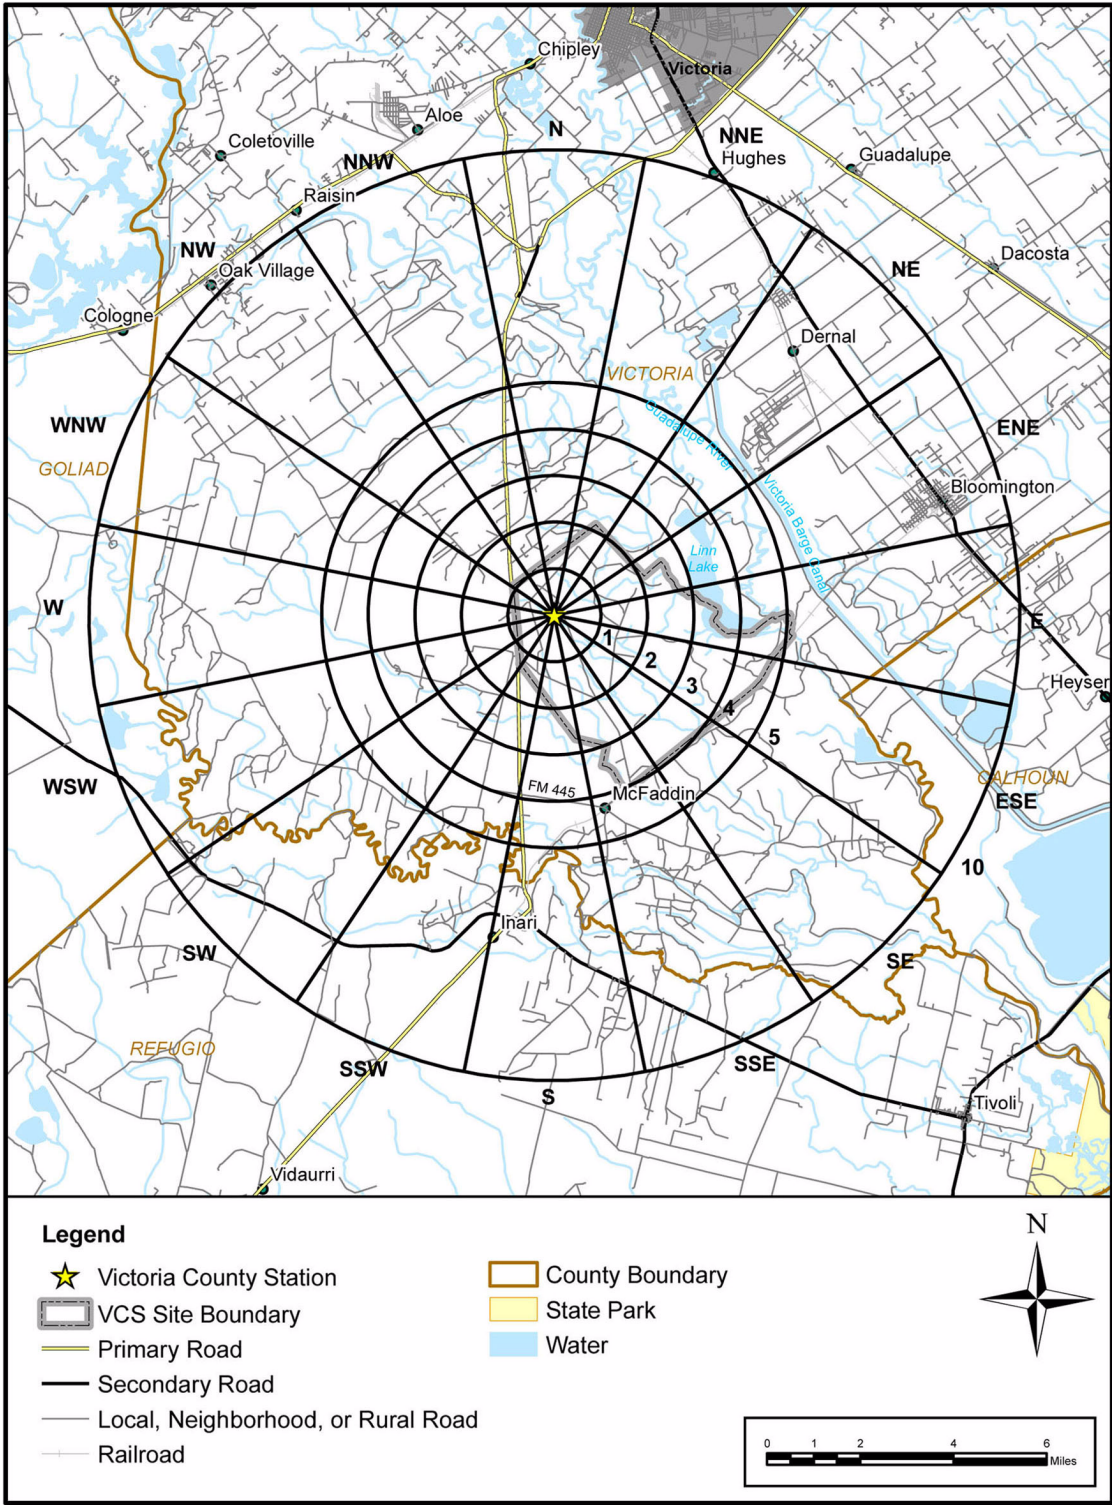 Chipley
Victoria
Aloe
N
NNE
Coletoville
NNW
Hughes
Guadalupe
Raisin
NW
Oak Village
NE
Dacosta
Cologne
Dernal
VICTORIA
Guadalupe River
WNW
ENE
GOLIAD
Victoria Barge Canal
Bloomington
Linn
Lake
W
E
1
2
3
4
5
Heyser
WSW
FM 445
McFaddin
CALHOUN
ESE
10
Inari
SW
SE
REFUGIO
SSW
SSE
S
Tivoli
Vidaurri
Legend
Victoria County Station
VCS Site Boundary
Primary Road
Secondary Road
Local, Neighborhood, or Rural Road
Railroad
County Boundary
State Park
Water
N
0 1 2 4 6
Miles